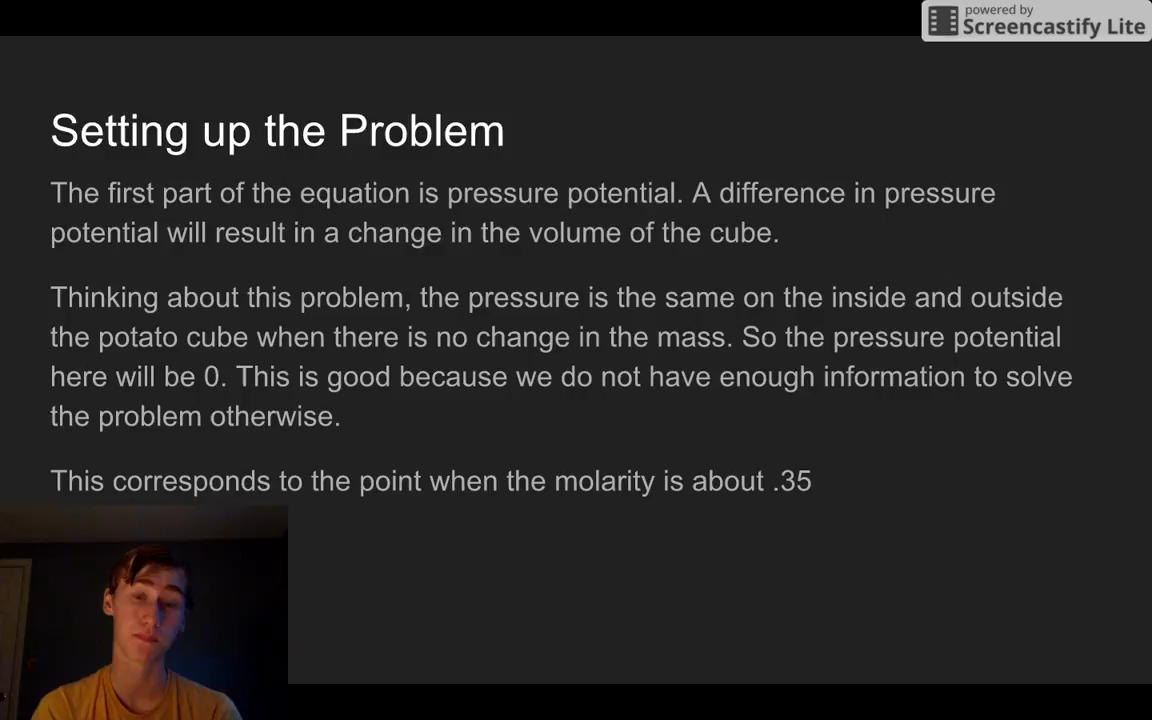 powered by
Screencastify Lite
Setting up the Problem
The first part of the equation is pressure potential. A difference in pressure
potential will result in a change in the volume of the cube.
Thinking about this problem, the pressure is the same on the inside and outside
the potato cube when there is no change in the mass. So the pressure potential
here will be 0. This is good because we do not have enough information to solve
the problem otherwise.
This corresponds to the point when the molarity is about .35